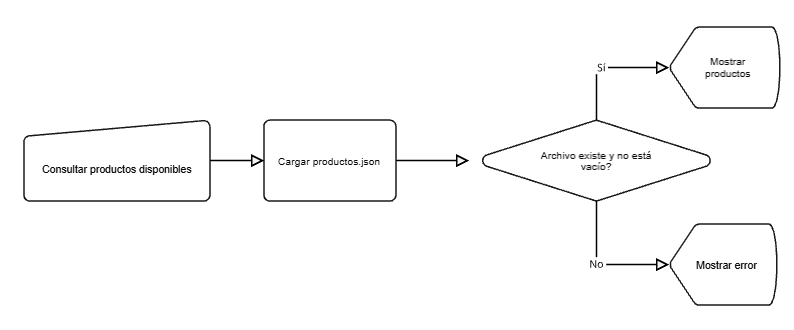 Consultar productos disponibles
Cargar productos.json
Archivo existe y no está
vacío?
Sí
Mostrar
productos
No
Mostrar error